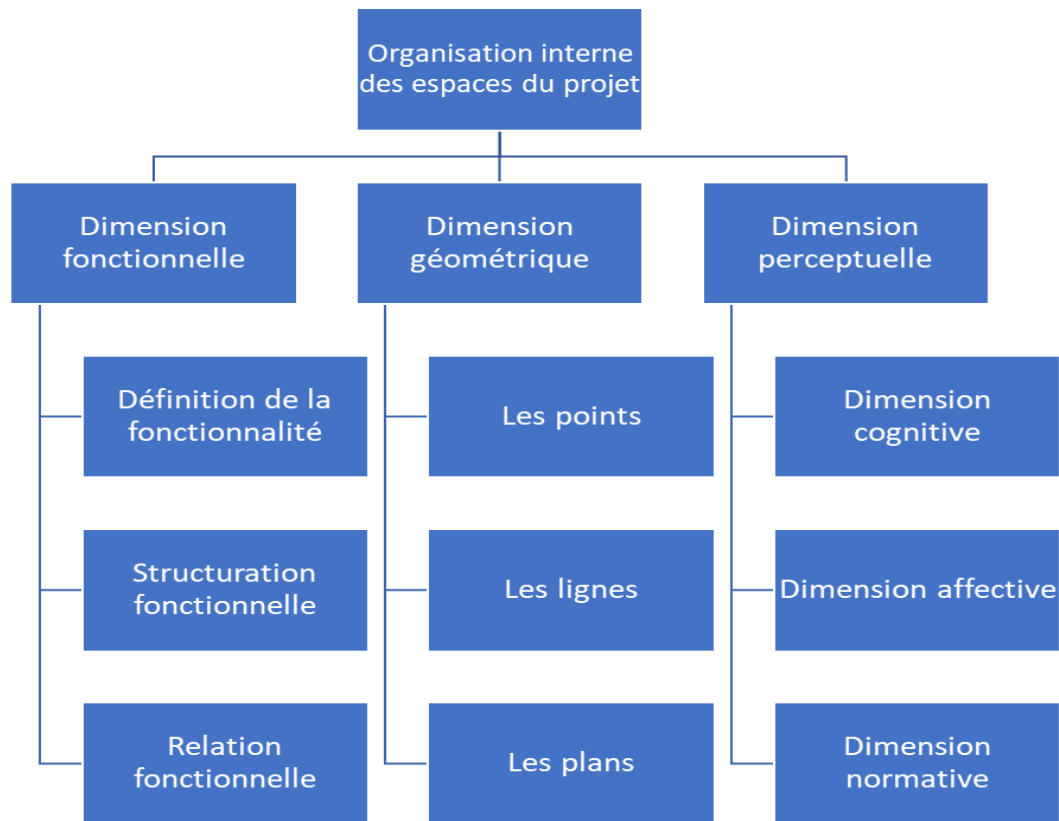 Organisation interne
des espaces du projet
Dimension
fonctionnelle
Définition de la
fonctionnalité
Structuration
fonctionnelle
Relation
fonctionnelle
Dimension
géométrique
Les points
Les lignes
Les plans
Dimension
perceptuelle
Dimension
cognitive
Dimension affective
Dimension
normative